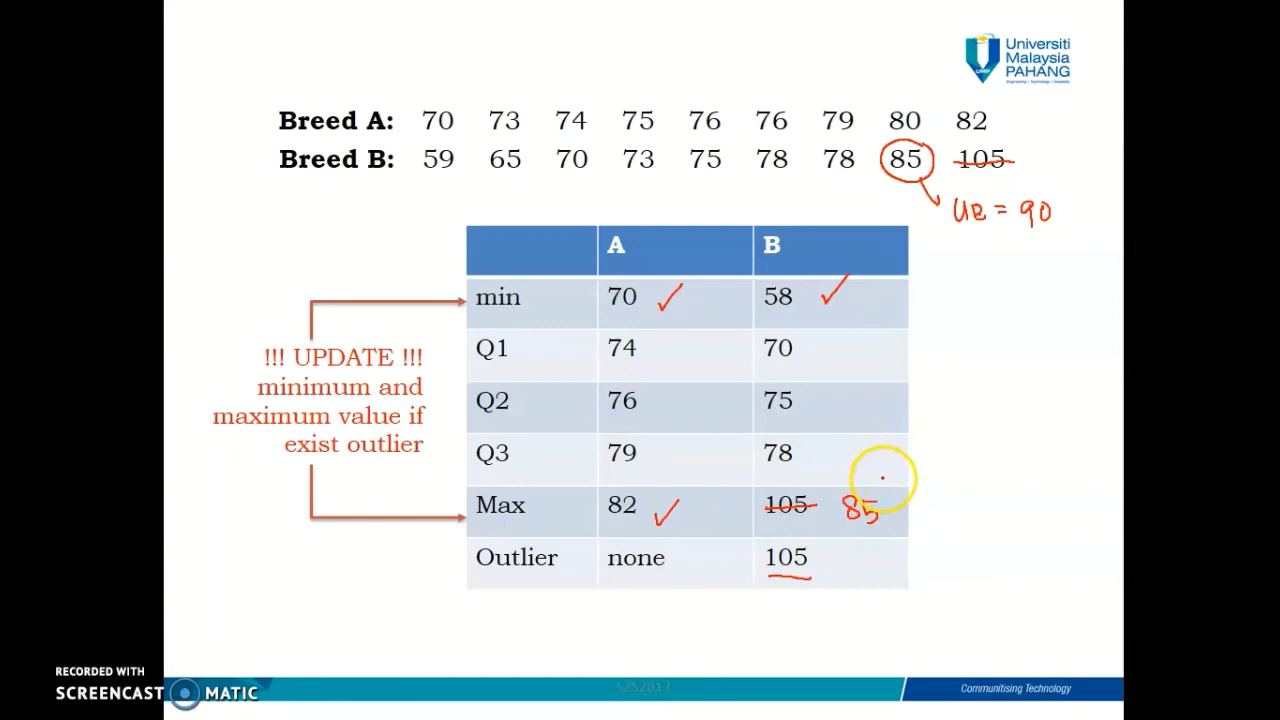 Universiti
Malaysia
PAHANG
Breed A: 70 73 74 75 76 76 79 80 82
Breed B: 59 65 70 73 75 78 78 85 105
UE = 90
A B
min 70 58
Q1 74 70
!!! UPDATE !!!
minimum and
maximum value if
exist outlier
Q2 76 75
Q3 79 78
Max 82 105 85
Outlier none 105
RECORDED WITH
SCREENCAST MATIC
SZS2017
Communitising Technology